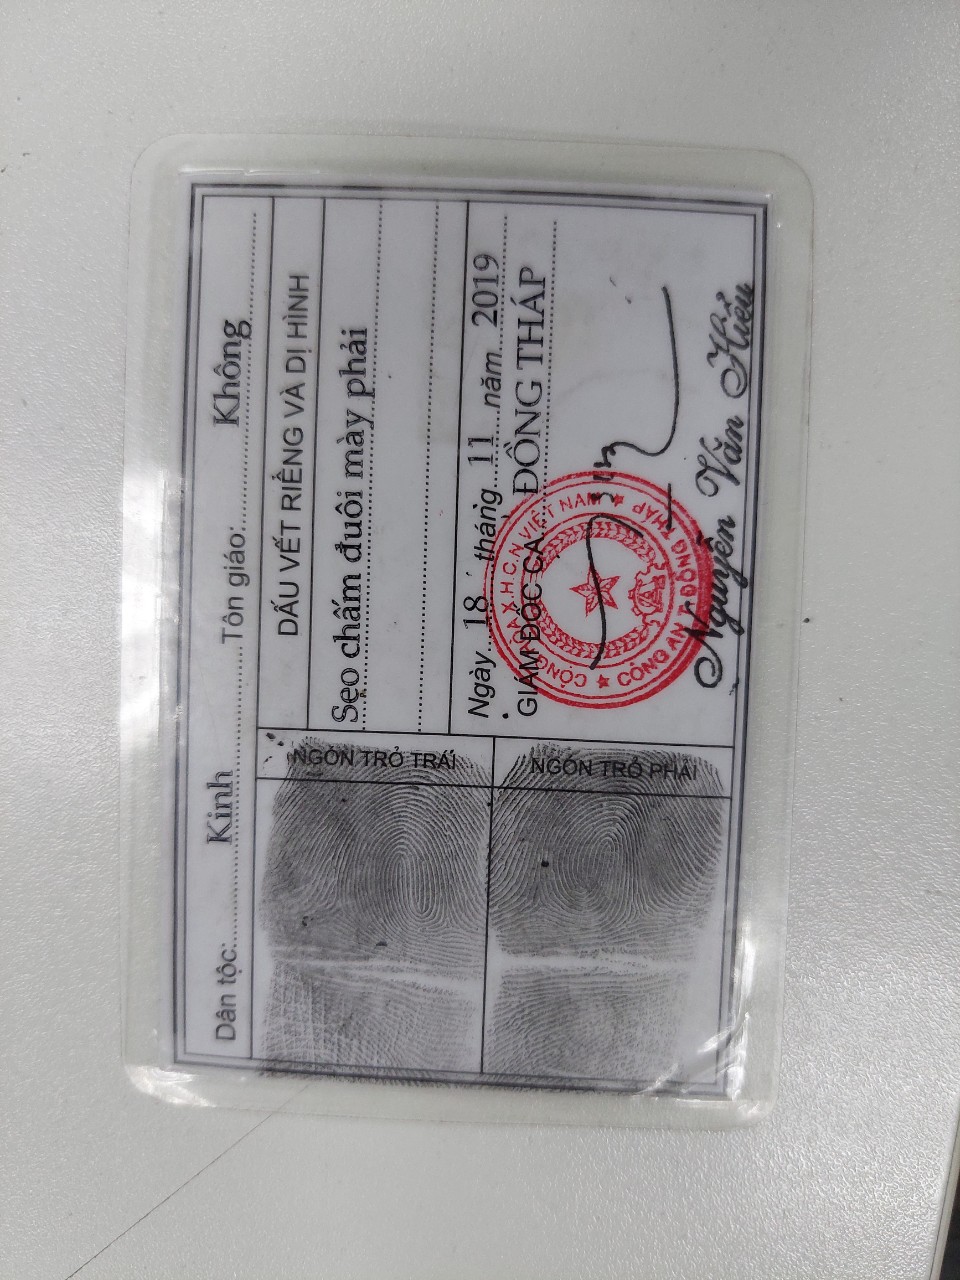 Dân tộc: Kinh Tôn giáo: Không
DẤU VẾT RIÊNG VÀ DỊ HÌNH
Sẹo chấm đuôi mày phải
NGÓN TRỎ TRÁI
NGÓN TRỎ PHẢI
Ngày 18 tháng 11 năm 2019
GIÁM ĐỐC CA ĐỒNG THÁP
CỘNG HÒA X.H.C.N VIỆT NAM
CÔNG AN T. ĐỒNG THÁP
Nguyễn Văn Hiểu